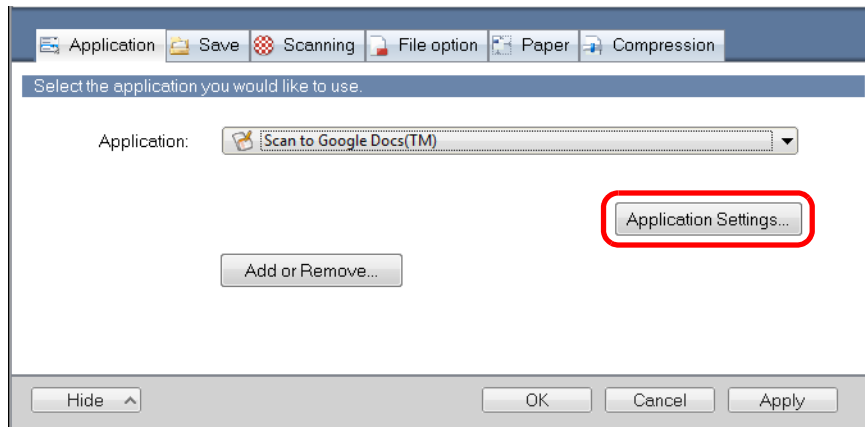 Application Save Scanning File option Paper Compression
Select the application you would like to use.
Application: Scan to Google Docs(TM)
Application Settings...
Add or Remove...
Hide OK Cancel Apply